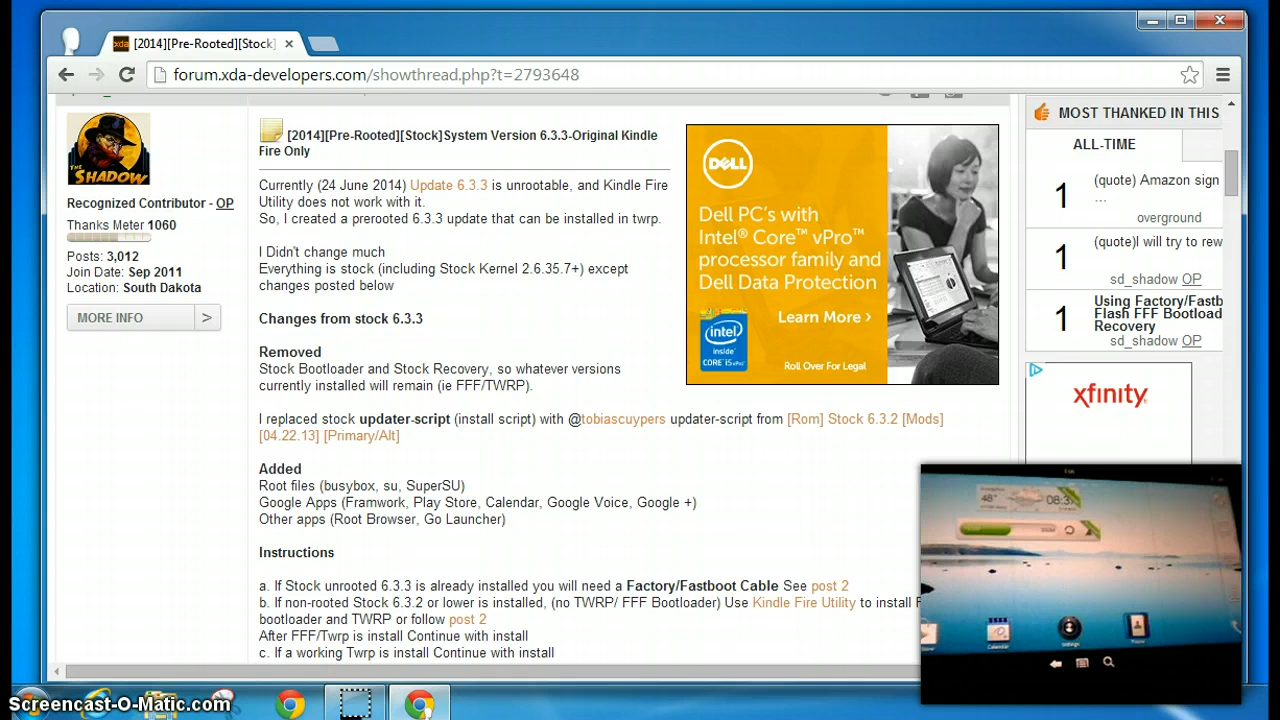 [2014][Pre-Rooted][Stock]
forum.xda-developers.com/showthread.php?t=2793648
THE
SHADOW
Recognized Contributor - OP
Thanks Meter 1060
Posts: 3,012
Join Date: Sep 2011
Location: South Dakota
MORE INFO >
[2014][Pre-Rooted][Stock]System Version 6.3.3-Original Kindle
Fire Only
Currently (24 June 2014) Update 6.3.3 is unrootable, and Kindle Fire
Utility does not work with it.
So, I created a prerooted 6.3.3 update that can be installed in twrp.
I Didn't change much
Everything is stock (including Stock Kernel 2.6.35.7+) except
changes posted below
Changes from stock 6.3.3
Removed
Stock Bootloader and Stock Recovery, so whatever versions
currently installed will remain (ie FFF/TWRP).
I replaced stock updater-script (install script) with @tobiascuypers updater-script from [Rom] Stock 6.3.2 [Mods]
[04.22.13] [Primary/Alt]
Added
Root files (busybox, su, SuperSU)
Google Apps (Framwork, Play Store, Calendar, Google Voice, Google +)
Other apps (Root Browser, Go Launcher)
Instructions
a. If Stock unrooted 6.3.3 is already installed you will need a Factory/Fastboot Cable See post 2
b. If non-rooted Stock 6.3.2 or lower is installed, (no TWRP/ FFF Bootloader) Use Kindle Fire Utility to install F
bootloader and TWRP or follow post 2
After FFF/Twrp is install Continue with install
c. If a working Twrp is install Continue with install
DELL
Dell PC's with
Intel® Core™ vPro™
processor family and
Dell Data Protection
Learn More >
intel
inside™
CORE™ i5 vPro™
Roll Over For Legal
MOST THANKED IN THIS
ALL-TIME
1 (quote) Amazon sign
...
overground
1 (quote)I will try to rew
sd_shadow OP
1 Using Factory/Fastb
Flash FFF Bootload
Recovery
sd_shadow OP
xfinity
48°
08:37
Calendar
Screencast-O-Matic.com